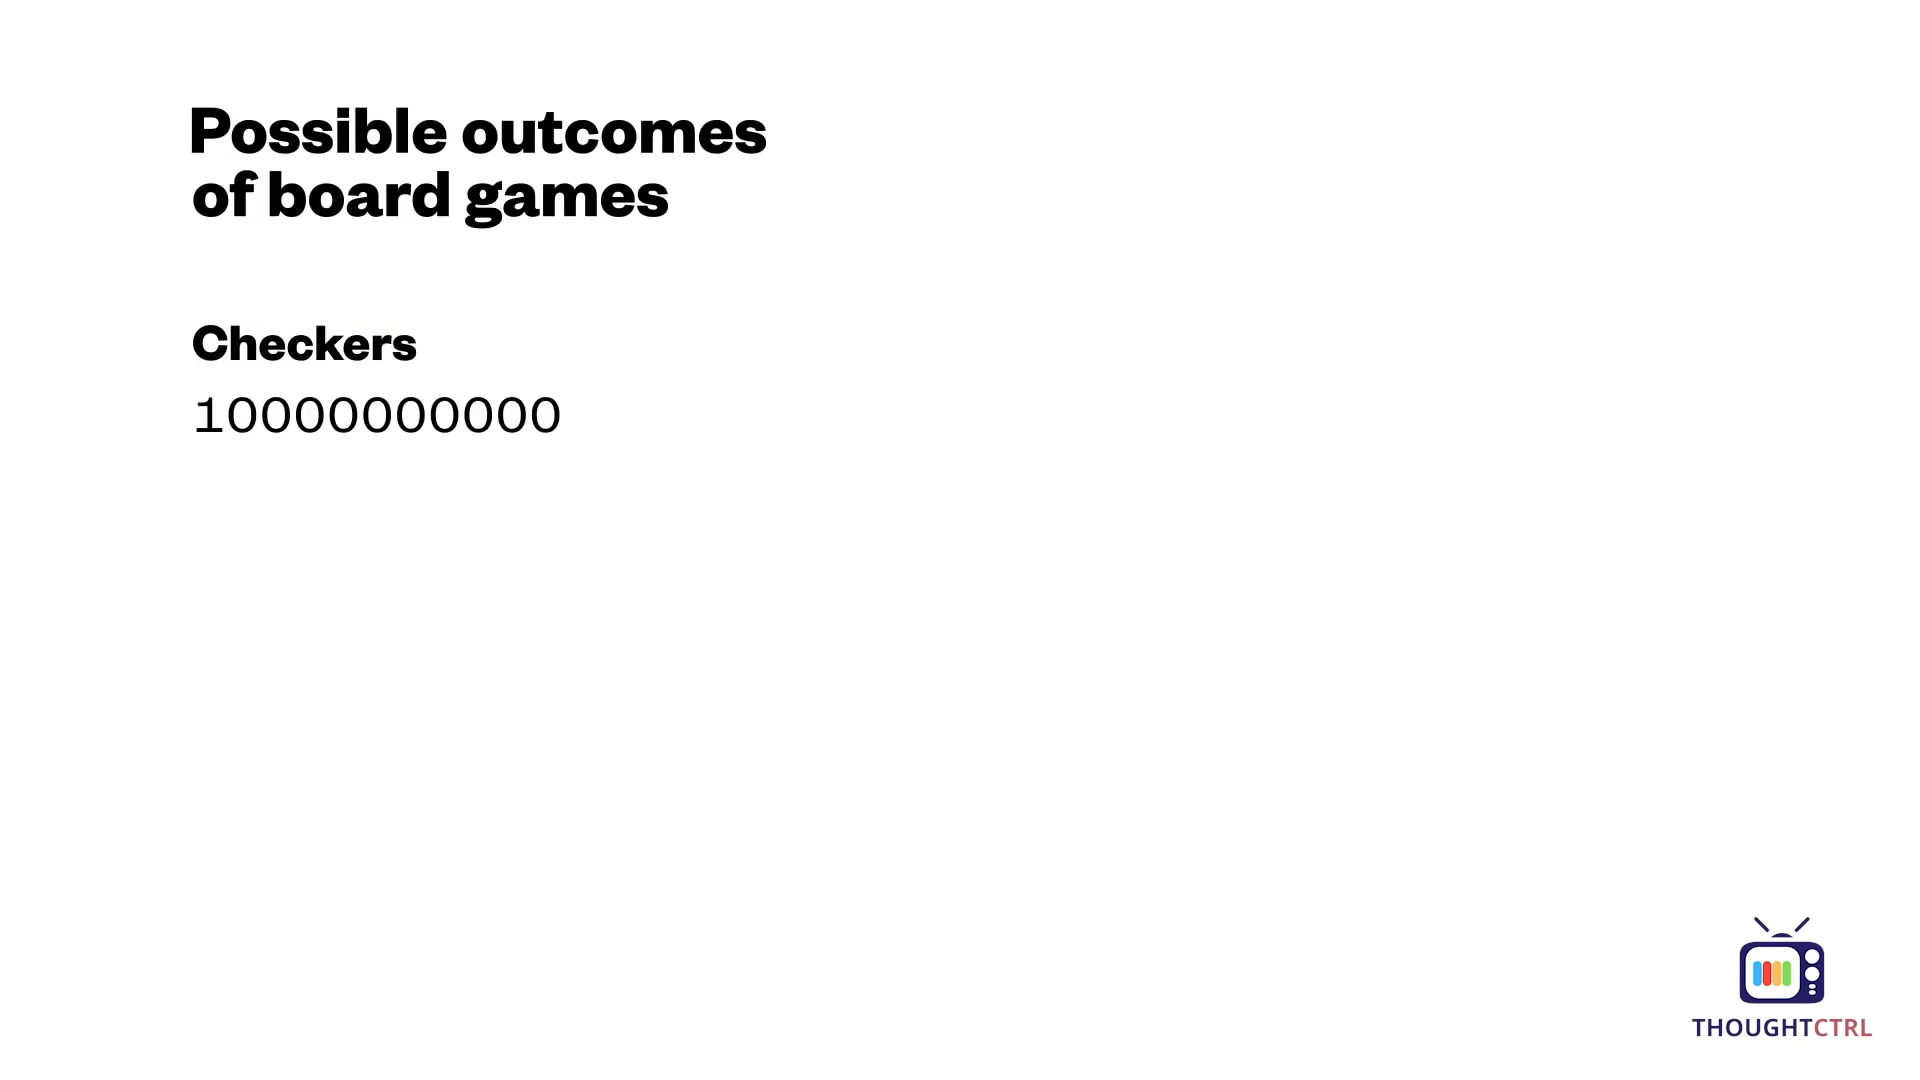 Possible outcomes
of board games
Checkers
10000000000
THOUGHTCTRL